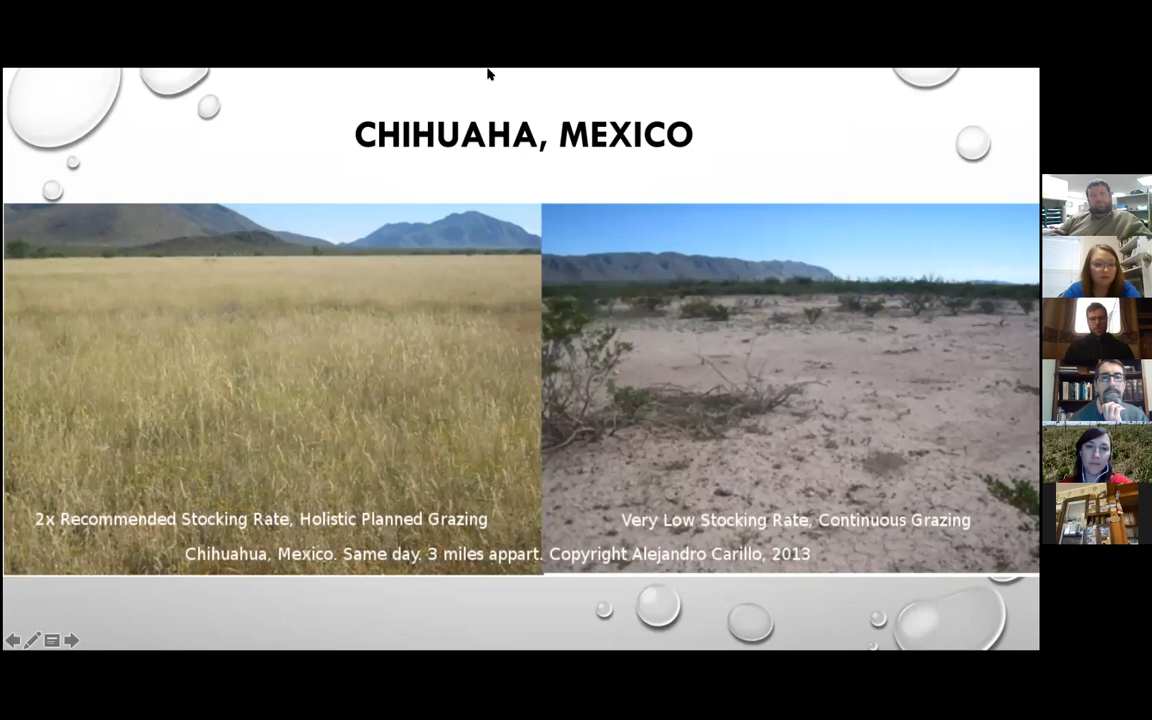 CHIHUAHA, MEXICO
2x Recommended Stocking Rate, Holistic Planned Grazing
Very Low Stocking Rate, Continuous Grazing
Chihuahua, Mexico. Same day. 3 miles appart. Copyright Alejandro Carillo, 2013